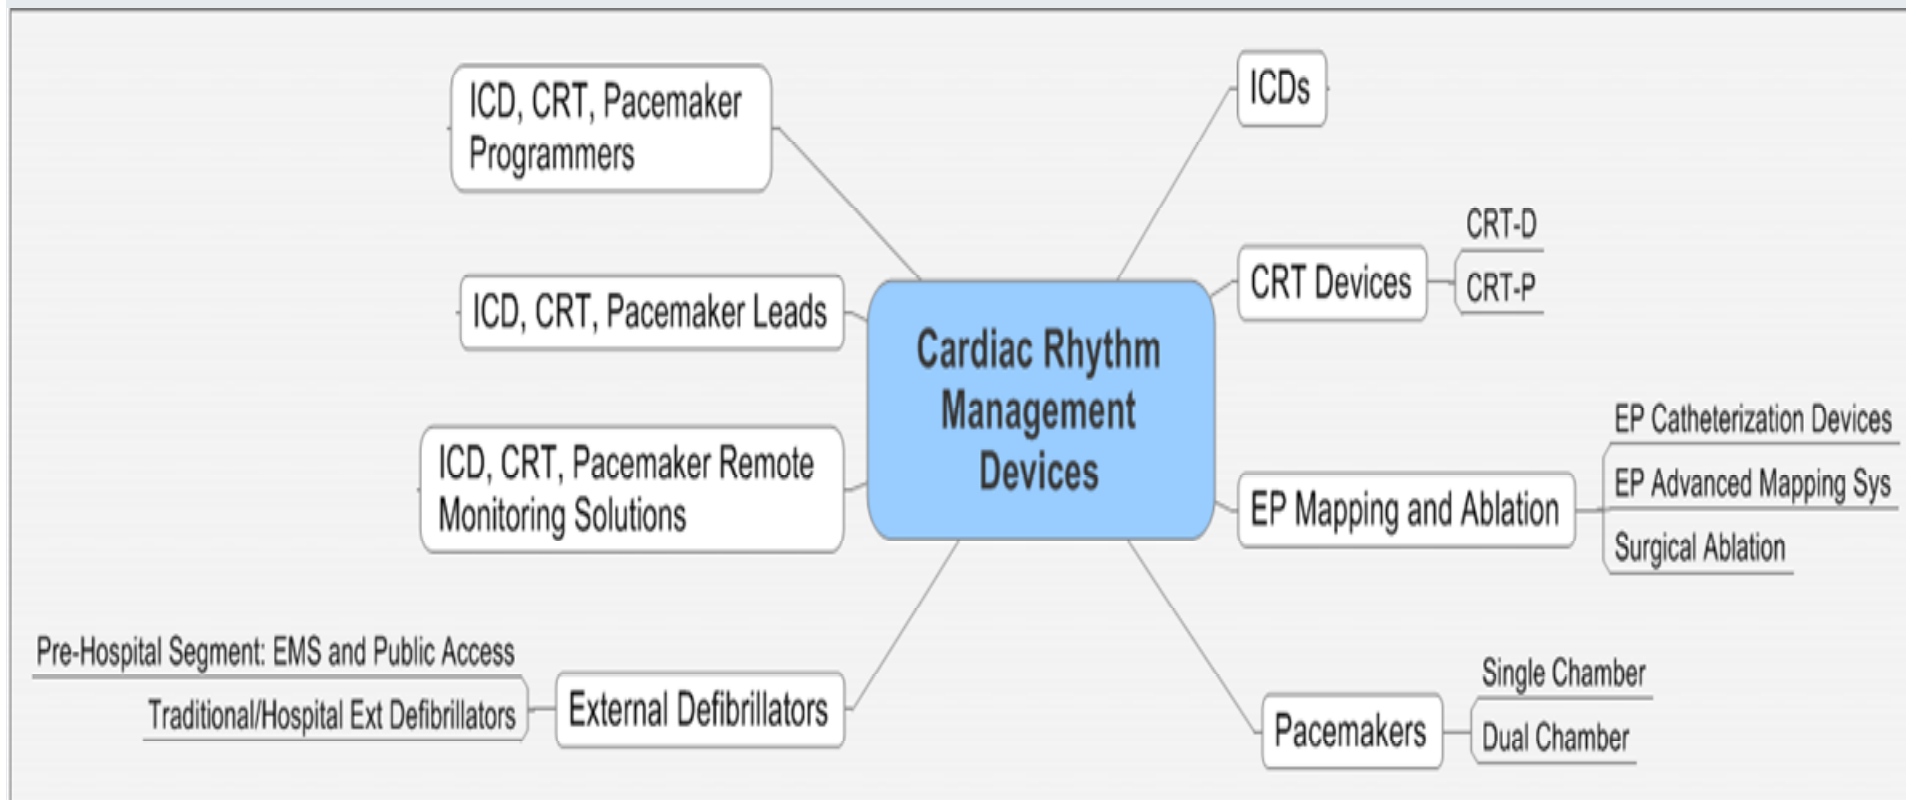 ICD, CRT, Pacemaker
Programmers
ICD, CRT, Pacemaker Leads
ICD, CRT, Pacemaker Remote
Monitoring Solutions
Pre-Hospital Segment: EMS and Public Access
Traditional/Hospital Ext Defibrillators
External Defibrillators
Cardiac Rhythm
Management
Devices
ICDs
CRT Devices
CRT-D
CRT-P
EP Mapping and Ablation
EP Catheterization Devices
EP Advanced Mapping Sys
Surgical Ablation
Pacemakers
Single Chamber
Dual Chamber